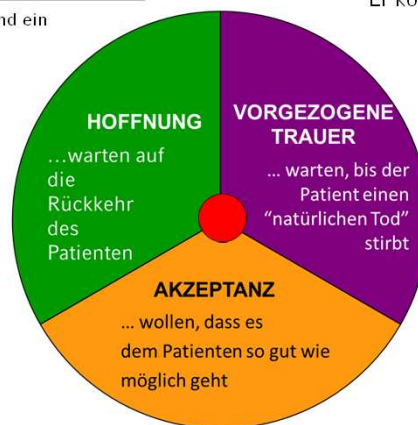 nd ein
HOFFNUNG
...warten auf
die
Rückkehr
des
Patienten
VORGEZOGENE
TRAUER
... warten, bis der
Patient einen
“natürlichen Tod”
stirbt
AKZEPTANZ
... wollen, dass es
dem Patienten so gut wie
möglich geht